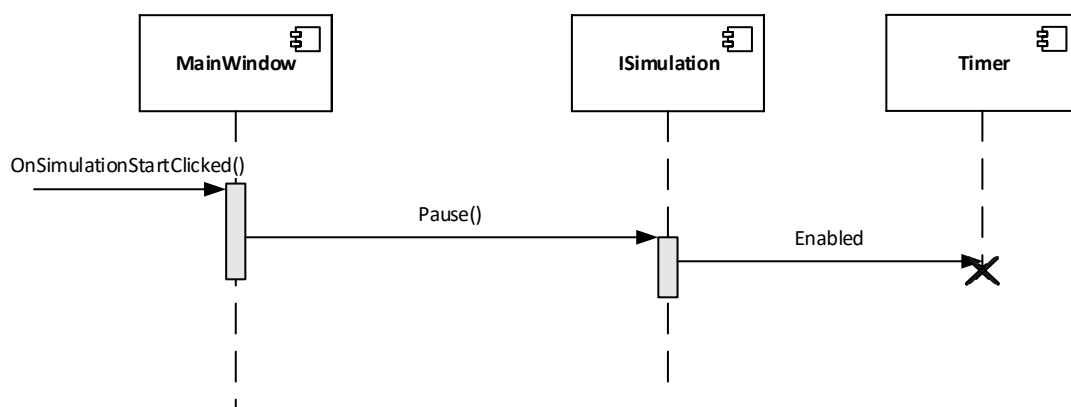 MainWindow
ISimulation
Timer
OnSimulationStartClicked()
Pause()
Enabled